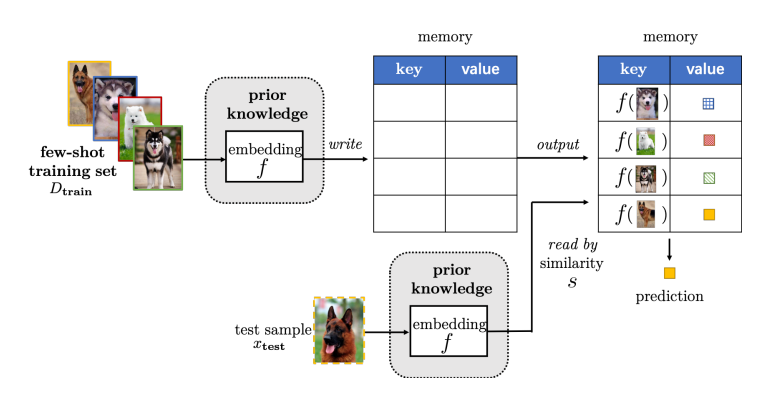 memory
memory
key value
key value
prior
knowledge
embedding
f
few-shot
training set
D_train
write
output
f( )
f( )
f( )
f( )
read by
similarity
s
prediction
prior
knowledge
embedding
f
test sample
x_test